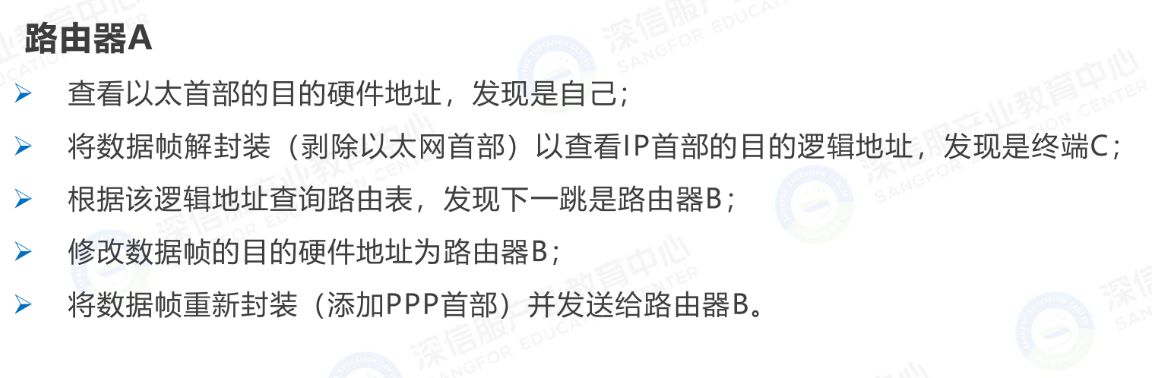 路由器A
查看以太首部的目的硬件地址，发现是自己；
将数据帧解封装（剥除以太网首部）以查看IP首部的目的逻辑地址，发现是终端C；
根据该逻辑地址查询路由表，发现下一跳是路由器B；
修改数据帧的目的硬件地址为路由器B；
将数据帧重新封装（添加PPP首部）并发送给路由器B。
深信服产业教育中心
SANGFOR EDUCATION CENTER